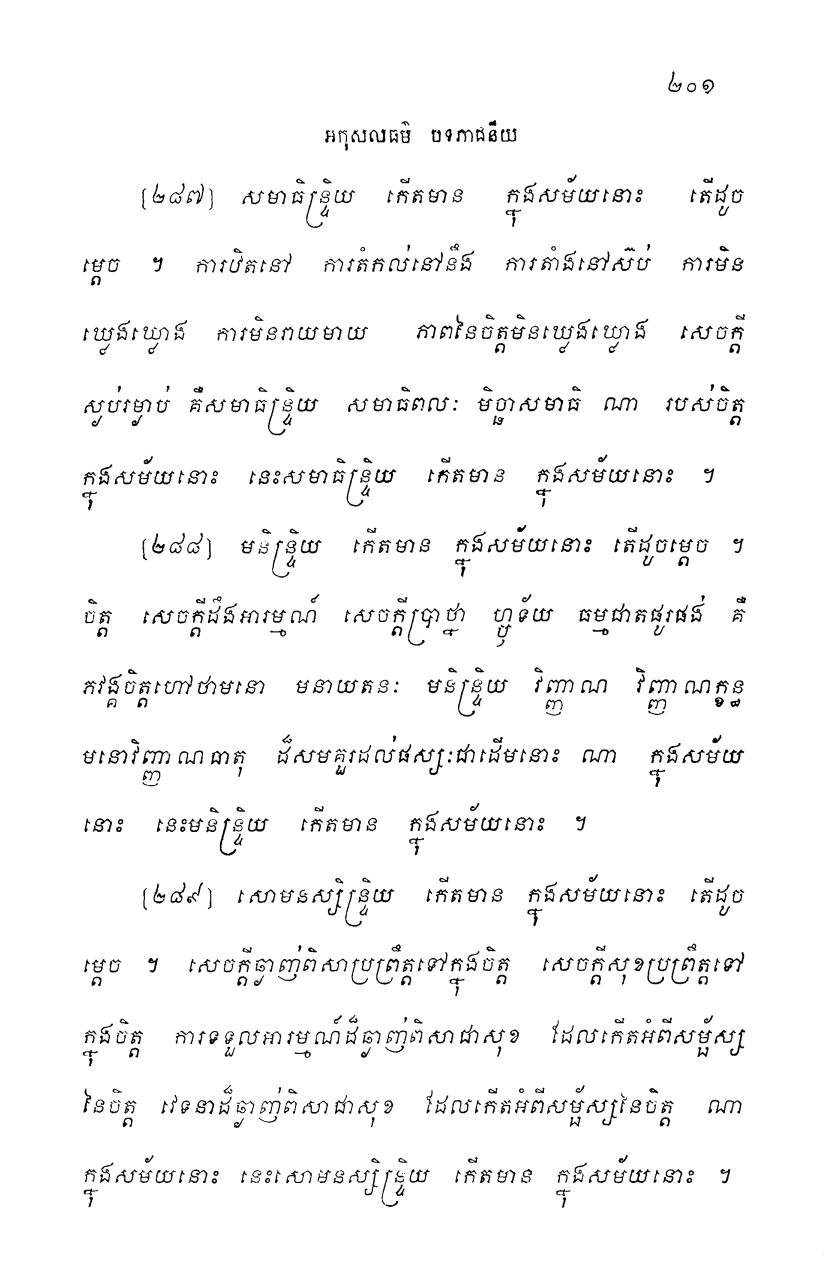 ២០១
អកុសលធម៌ បទភាជនីយ
[២៨៧] សមាធិន្ទ្រិយ កើតមាន ក្នុងសម័យនោះ តើដូច
ម្តេច ។ ការឋិតនៅ ការតំកល់នៅនឹង ការតាំងនៅស៊ប់ ការមិន
ឃ្លេងឃ្លោង ការមិនរាយមាយ ភាពនៃចិត្តមិនឃ្លេងឃ្លោង សេចក្តី
ស្ងប់រម្ងាប់ គឺសមាធិន្ទ្រិយ សមាធិពលៈ មិច្ឆាសមាធិ ណា របស់ចិត្ត
ក្នុងសម័យនោះ នេះសមាធិន្ទ្រិយ កើតមាន ក្នុងសម័យនោះ ។
[២៨៨] មនិន្ទ្រិយ កើតមាន ក្នុងសម័យនោះ តើដូចម្តេច ។
ចិត្ត សេចក្តីដឹងអារម្មណ៍ សេចក្តីប្រាថ្នា ហ្ឫទ័យ ធម្មជាតផូរផង់ គឺ
ភវង្គចិត្តហៅថាមនោ មនាយតនៈ មនិន្ទ្រិយ វិញ្ញាណ វិញ្ញាណក្ខន្ធ
មនោវិញ្ញាណធាតុ ដ៏សមគួរដល់ផស្សៈជាដើមនោះ ណា ក្នុងសម័យ
នោះ នេះមនិន្ទ្រិយ កើតមាន ក្នុងសម័យនោះ ។
[២៨៩] សោមនស្សិន្ទ្រិយ កើតមាន ក្នុងសម័យនោះ តើដូច
ម្តេច ។ សេចក្តីឆ្ងាញ់ពិសាប្រព្រឹត្តទៅក្នុងចិត្ត សេចក្តីសុខប្រព្រឹត្តទៅ
ក្នុងចិត្ត ការទទួលអារម្មណ៍ដ៏ឆ្ងាញ់ពិសាជាសុខ ដែលកើតអំពីសម្ផ័ស្ស
នៃចិត្ត វេទនាដ៏ឆ្ងាញ់ពិសាជាសុខ ដែលកើតអំពីសម្ផ័ស្សនៃចិត្ត ណា
ក្នុងសម័យនោះ នេះសោមនស្សិន្ទ្រិយ កើតមាន ក្នុងសម័យនោះ ។